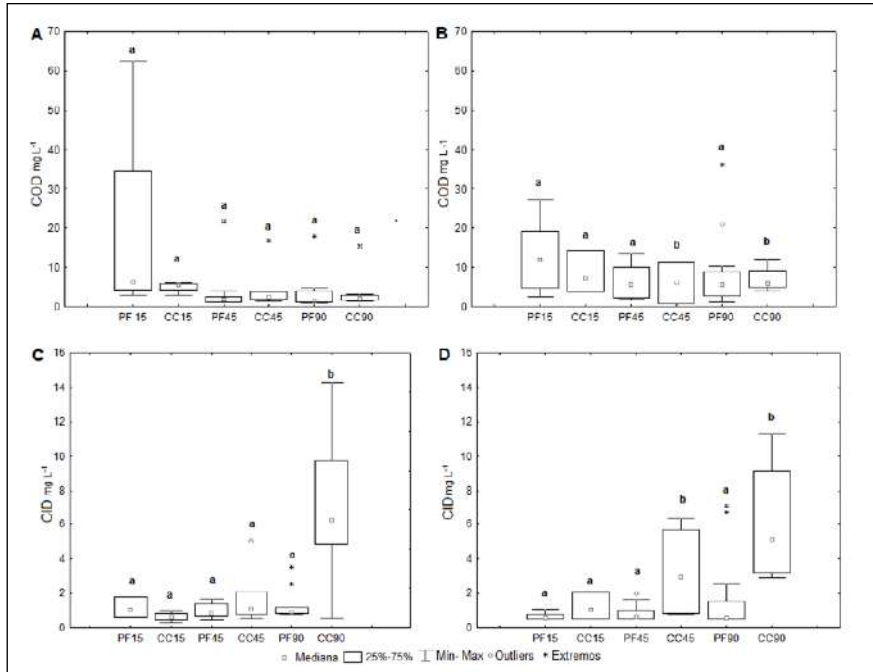 A
70
60
50
40
30
20
10
0
COD mg L-1
a
a
a
a
a
a
PF 15 CC15 PF45 CC45 PF90 CC90
B
70
60
50
40
30
20
10
0
COD mg L-1
a
a
a
b
a
b
PF15 CC15 PF45 CC45 PF90 CC90
C
16
14
12
10
8
6
4
2
0
CID mg L-1
a
a
a
a
a
b
PF15 CC15 PF45 CC45 PF90 CC90
D
16
14
12
10
8
6
4
2
0
CID mg L-1
a
a
a
b
a
b
PF15 CC15 PF45 CC45 PF90 CC90
Mediana 25%-75% Min- Max Outliers Extremos